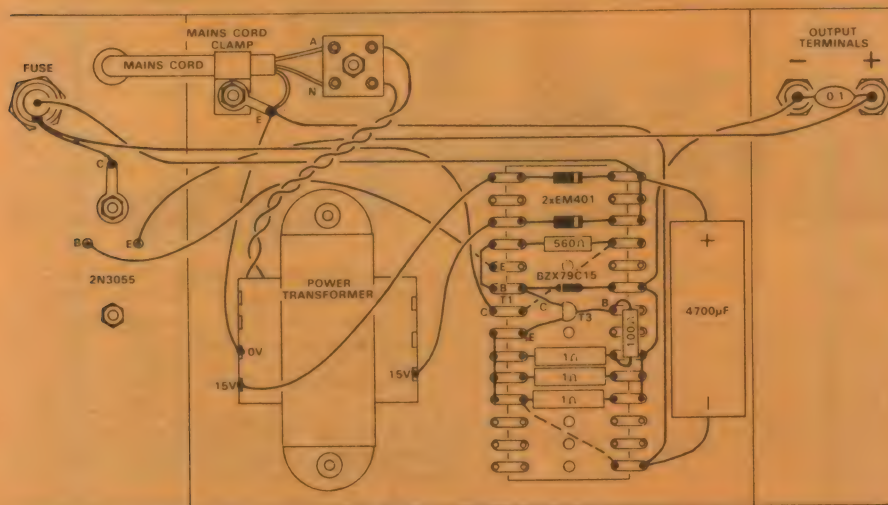 MAINS CORD
CLAMP
A
OUTPUT
TERMINALS
FUSE
MAINS CORD
–
+
N
0.1
E
C
2xEM401
B
E
560Ω
+
2N3055
POWER
TRANSFORMER
E
BZX79C15
B
T1
C
C
B
T3
4700µF
E
100Ω
0V
1Ω
15V
15V
1Ω
1Ω
–